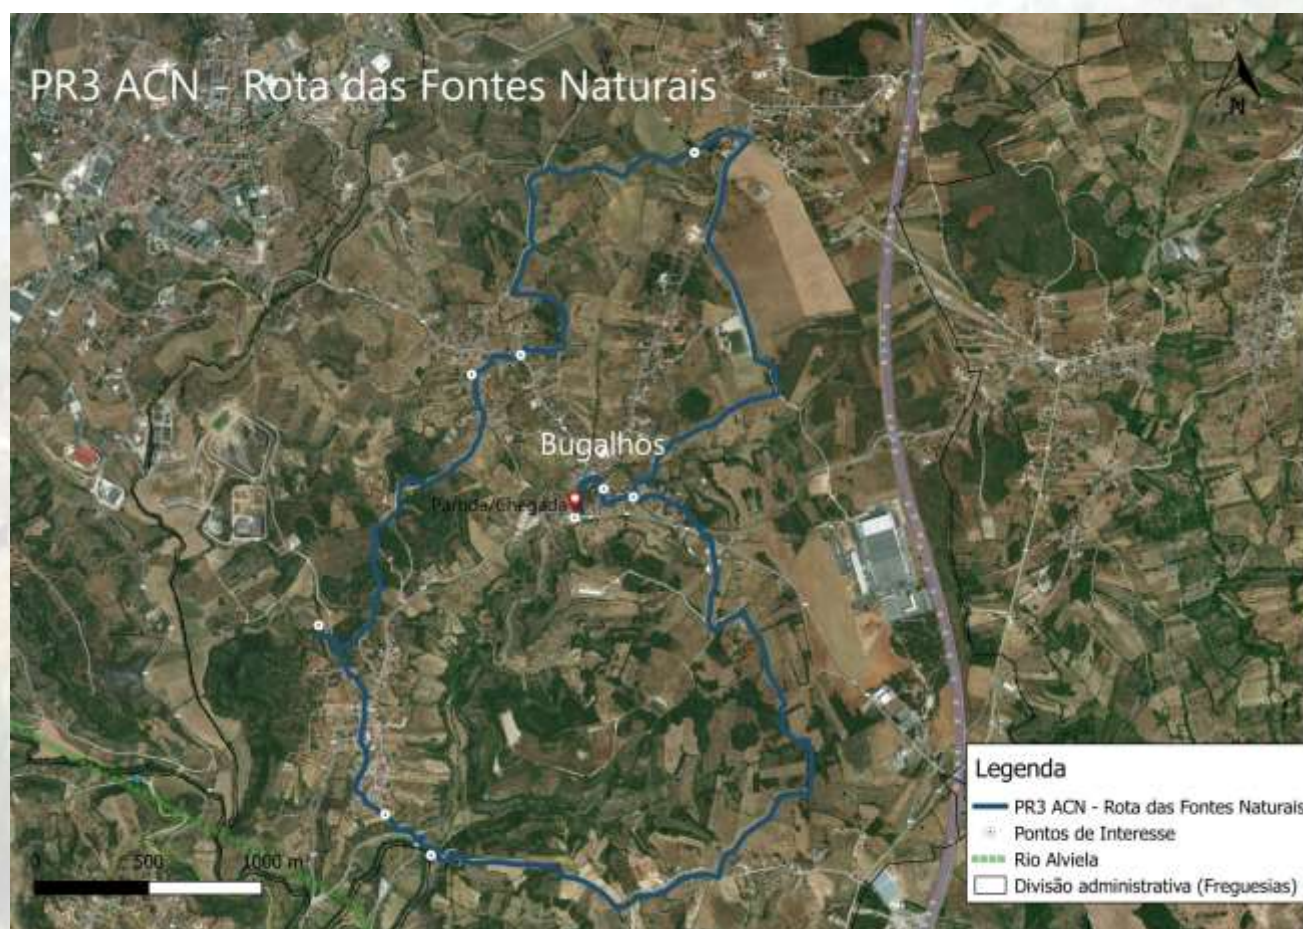 PR3 ACN - Rota das Fontes Naturais
N
Bugalhos
Partida/Chegada
0 500 1000 m
Legenda
PR3 ACN - Rota das Fontes Naturais
Pontos de Interesse
Rio Alviela
Divisão administrativa (Freguesias)